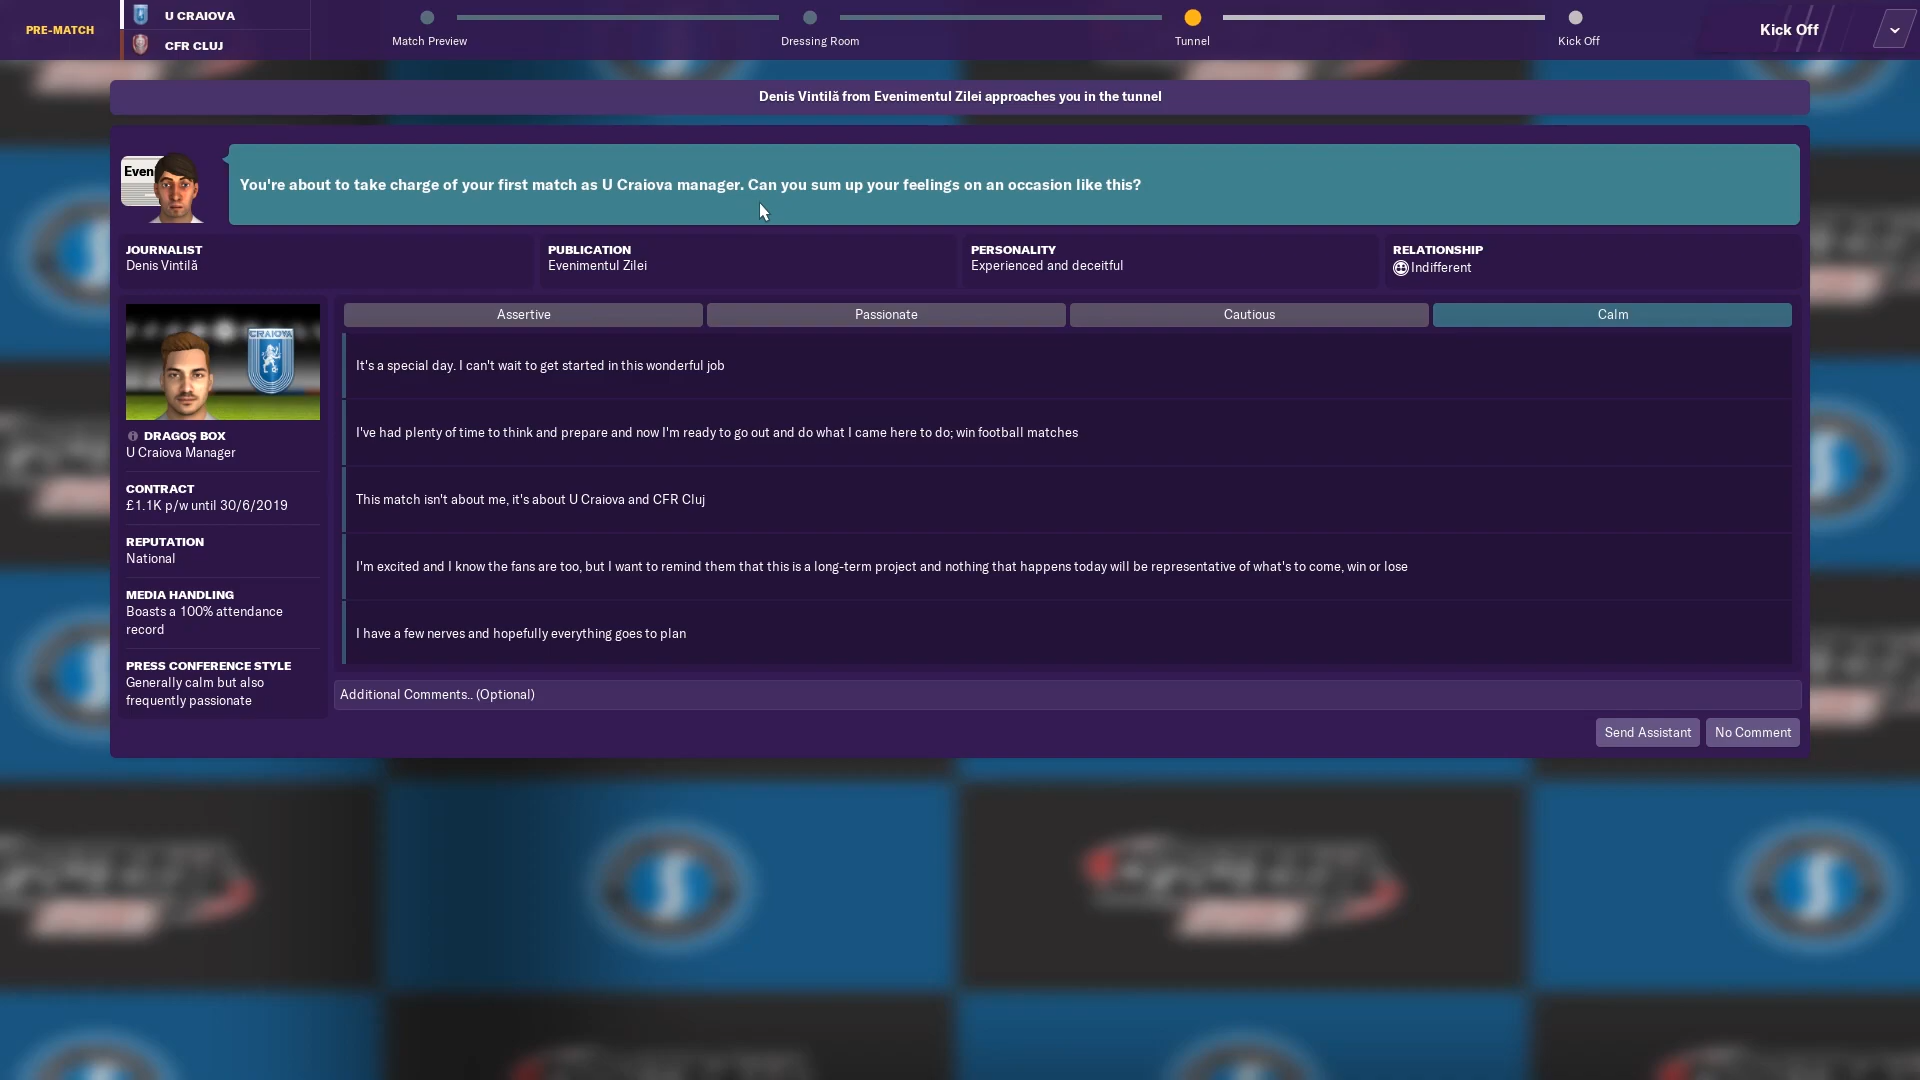 PRE-MATCH
U CRAIOVA
CFR CLUJ
Match Preview
Dressing Room
Tunnel
Kick Off
Kick Off
Denis Vintilă from Evenimentul Zilei approaches you in the tunnel
Even
You're about to take charge of your first match as U Craiova manager. Can you sum up your feelings on an occasion like this?
JOURNALIST
Denis Vintilă
PUBLICATION
Evenimentul Zilei
PERSONALITY
Experienced and deceitful
RELATIONSHIP
Indifferent
CRAIOVA
DRAGOȘ BOX
U Craiova Manager
CONTRACT
£1.1K p/w until 30/6/2019
REPUTATION
National
MEDIA HANDLING
Boasts a 100% attendance
record
PRESS CONFERENCE STYLE
Generally calm but also
frequently passionate
Assertive
Passionate
Cautious
Calm
It's a special day. I can't wait to get started in this wonderful job
I've had plenty of time to think and prepare and now I'm ready to go out and do what I came here to do; win football matches
This match isn't about me, it's about U Craiova and CFR Cluj
I'm excited and I know the fans are too, but I want to remind them that this is a long-term project and nothing that happens today will be representative of what's to come, win or lose
I have a few nerves and hopefully everything goes to plan
Additional Comments.. (Optional)
Send Assistant
No Comment